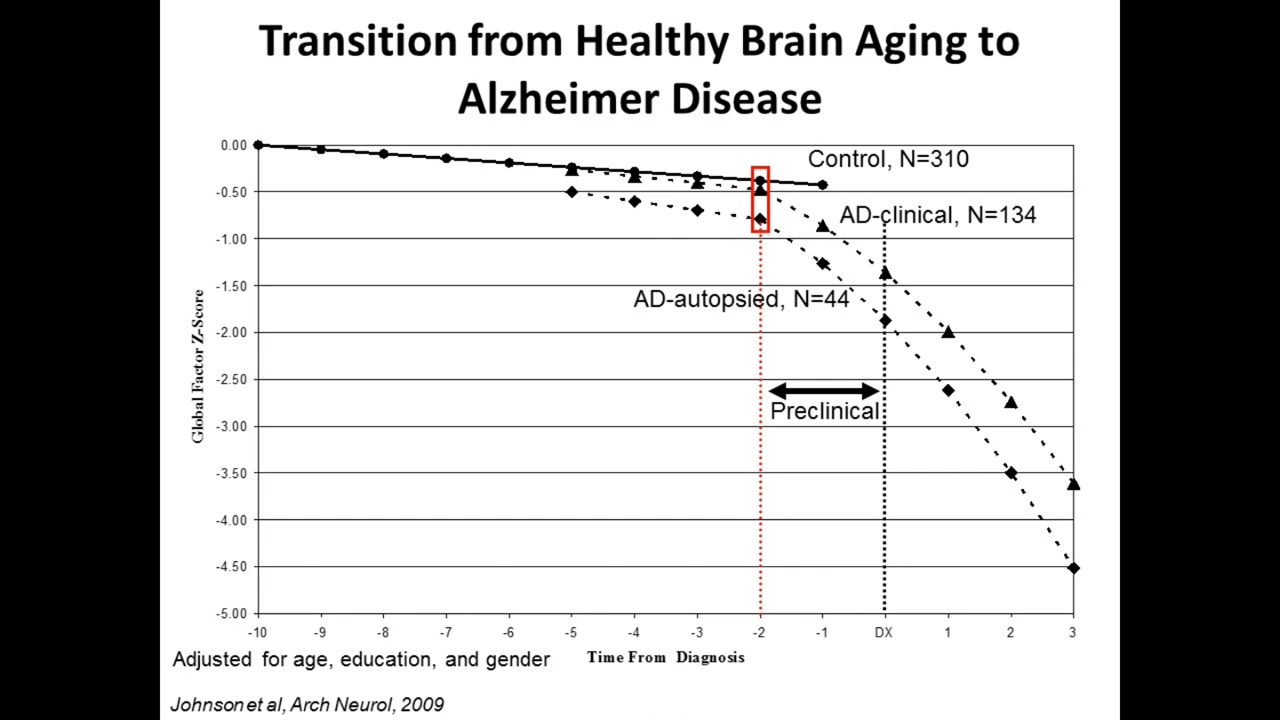 Transition from Healthy Brain Aging to
Alzheimer Disease
0.00
-0.50
-1.00
-1.50
-2.00
-2.50
-3.00
-3.50
-4.00
-4.50
-5.00
Global Factor Z-Score
Control, N=310
AD-clinical, N=134
AD-autopsied, N=44
Preclinical
-10 -9 -8 -7 -6 -5 -4 -3 -2 -1 DX 1 2 3
Adjusted for age, education, and gender
Time From Diagnosis
Johnson et al, Arch Neurol, 2009